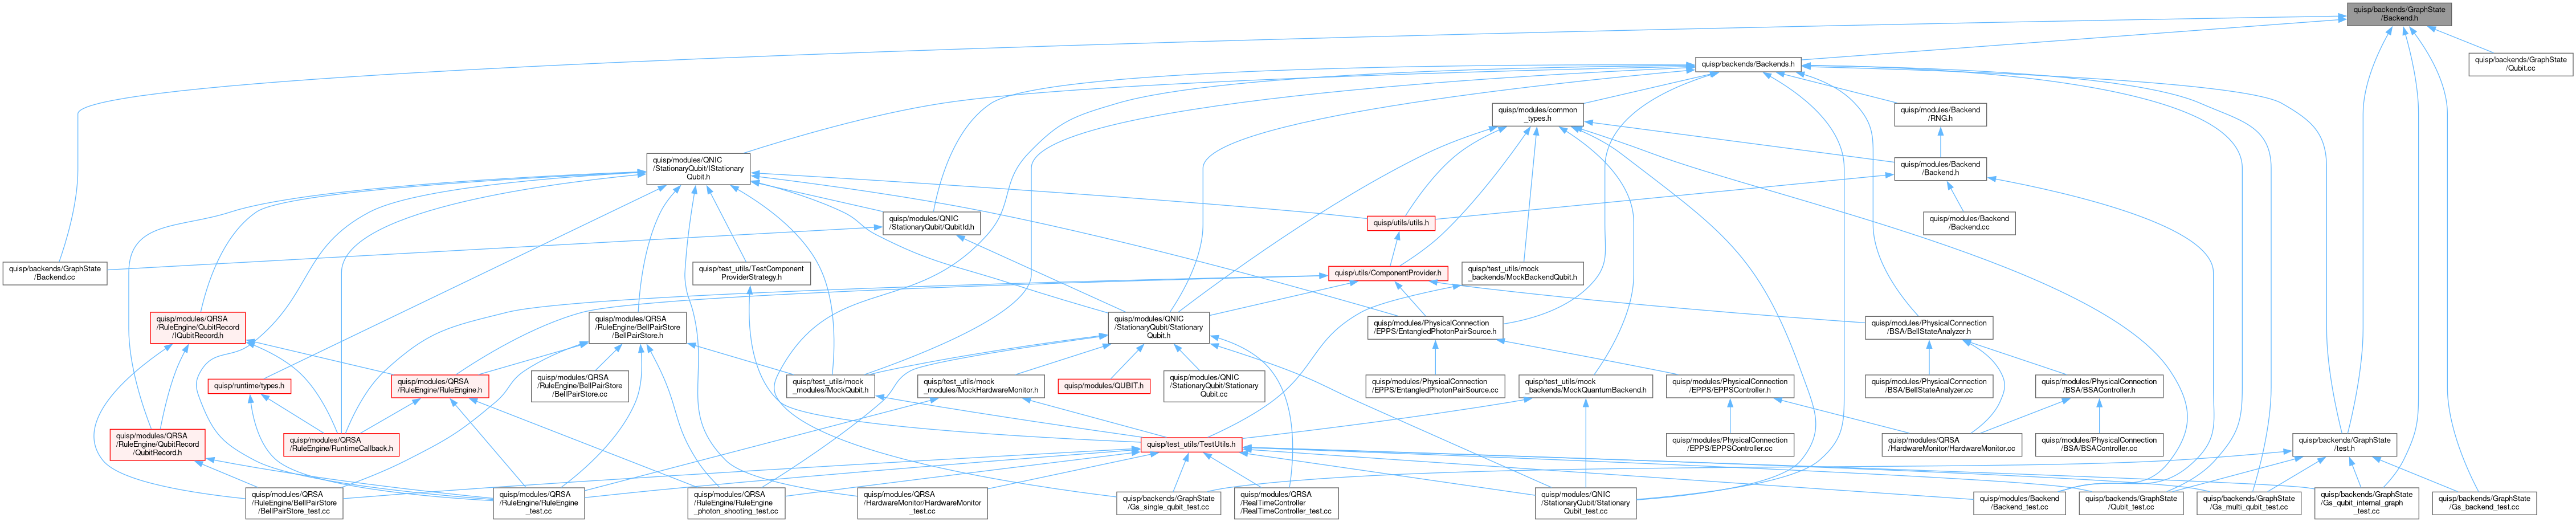 quisp/backends/GraphState
/Backend.h
quisp/backends/Backends.h
quisp/backends/GraphState
/Qubit.cc
quisp/modules/common
_types.h
quisp/modules/Backend
/RNG.h
quisp/modules/QNIC
/StationaryQubit/IStationary
Qubit.h
quisp/modules/Backend
/Backend.h
quisp/modules/QNIC
/StationaryQubit/QubitId.h
quisp/utils/utils.h
quisp/modules/Backend
/Backend.cc
quisp/backends/GraphState
/Backend.cc
quisp/test_utils/TestComponent
ProviderStrategy.h
quisp/utils/ComponentProvider.h
quisp/test_utils/mock
_backends/MockBackendQubit.h
quisp/modules/QRSA
/RuleEngine/QubitRecord
/IQubitRecord.h
quisp/modules/QRSA
/RuleEngine/BellPairStore
/BellPairStore.h
quisp/modules/QNIC
/StationaryQubit/Stationary
Qubit.h
quisp/modules/PhysicalConnection
/EPPS/EntangledPhotonPairSource.h
quisp/modules/PhysicalConnection
/BSA/BellStateAnalyzer.h
quisp/runtime/types.h
quisp/modules/QRSA
/RuleEngine/RuleEngine.h
quisp/modules/QRSA
/RuleEngine/BellPairStore
/BellPairStore.cc
quisp/test_utils/mock
_modules/MockQubit.h
quisp/test_utils/mock
_modules/MockHardwareMonitor.h
quisp/modules/QUBIT.h
quisp/modules/QNIC
/StationaryQubit/Stationary
Qubit.cc
quisp/modules/PhysicalConnection
/EPPS/EntangledPhotonPairSource.cc
quisp/test_utils/mock
_backends/MockQuantumBackend.h
quisp/modules/PhysicalConnection
/EPPS/EPPSController.h
quisp/modules/PhysicalConnection
/BSA/BellStateAnalyzer.cc
quisp/modules/PhysicalConnection
/BSA/BSAController.h
quisp/modules/QRSA
/RuleEngine/QubitRecord
/QubitRecord.h
quisp/modules/QRSA
/RuleEngine/RuntimeCallback.h
quisp/test_utils/TestUtils.h
quisp/modules/PhysicalConnection
/EPPS/EPPSController.cc
quisp/modules/QRSA
/HardwareMonitor/HardwareMonitor.cc
quisp/modules/PhysicalConnection
/BSA/BSAController.cc
quisp/backends/GraphState
/test.h
quisp/modules/QRSA
/RuleEngine/BellPairStore
/BellPairStore_test.cc
quisp/modules/QRSA
/RuleEngine/RuleEngine
_test.cc
quisp/modules/QRSA
/RuleEngine/RuleEngine
_photon_shooting_test.cc
quisp/modules/QRSA
/HardwareMonitor/HardwareMonitor
_test.cc
quisp/backends/GraphState
/Gs_single_qubit_test.cc
quisp/modules/QRSA
/RealTimeController
/RealTimeController_test.cc
quisp/modules/QNIC
/StationaryQubit/Stationary
Qubit_test.cc
quisp/modules/Backend
/Backend_test.cc
quisp/backends/GraphState
/Qubit_test.cc
quisp/backends/GraphState
/Gs_multi_qubit_test.cc
quisp/backends/GraphState
/Gs_qubit_internal_graph
_test.cc
quisp/backends/GraphState
/Gs_backend_test.cc